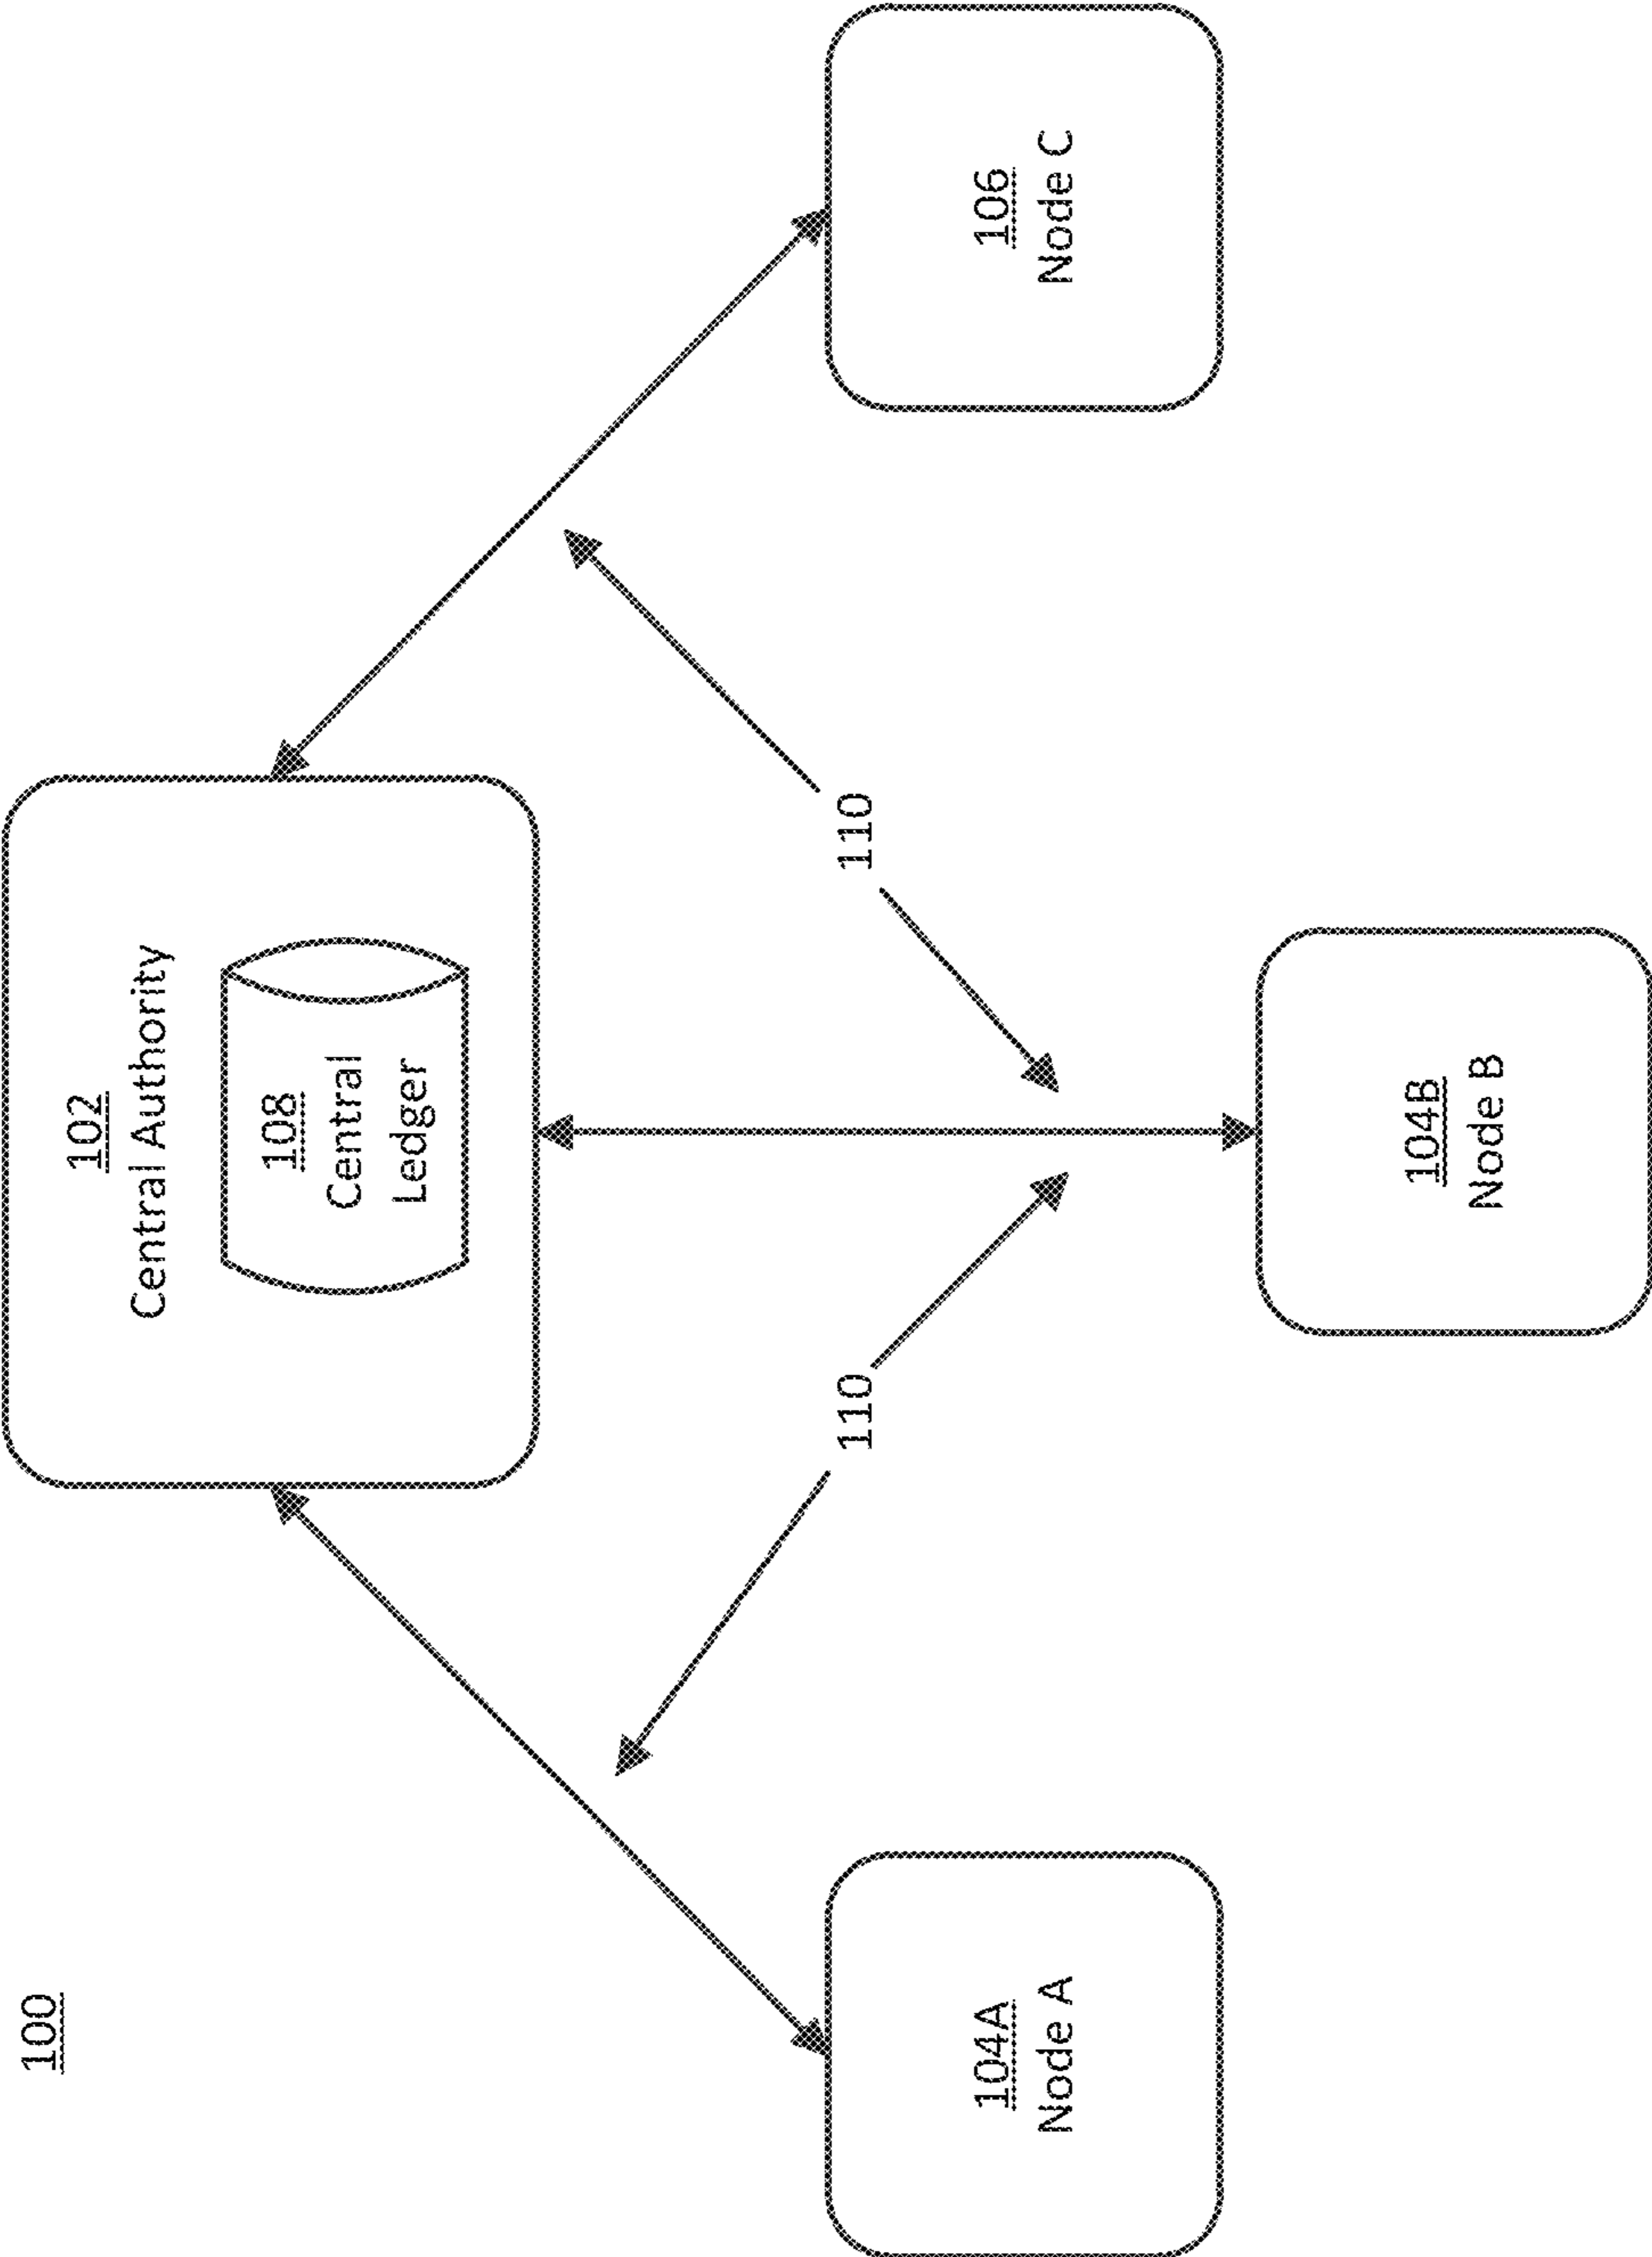 100
102
Central Authority
108
Central
Ledger
110
110
104A
Node A
104B
Node B
106
Node C